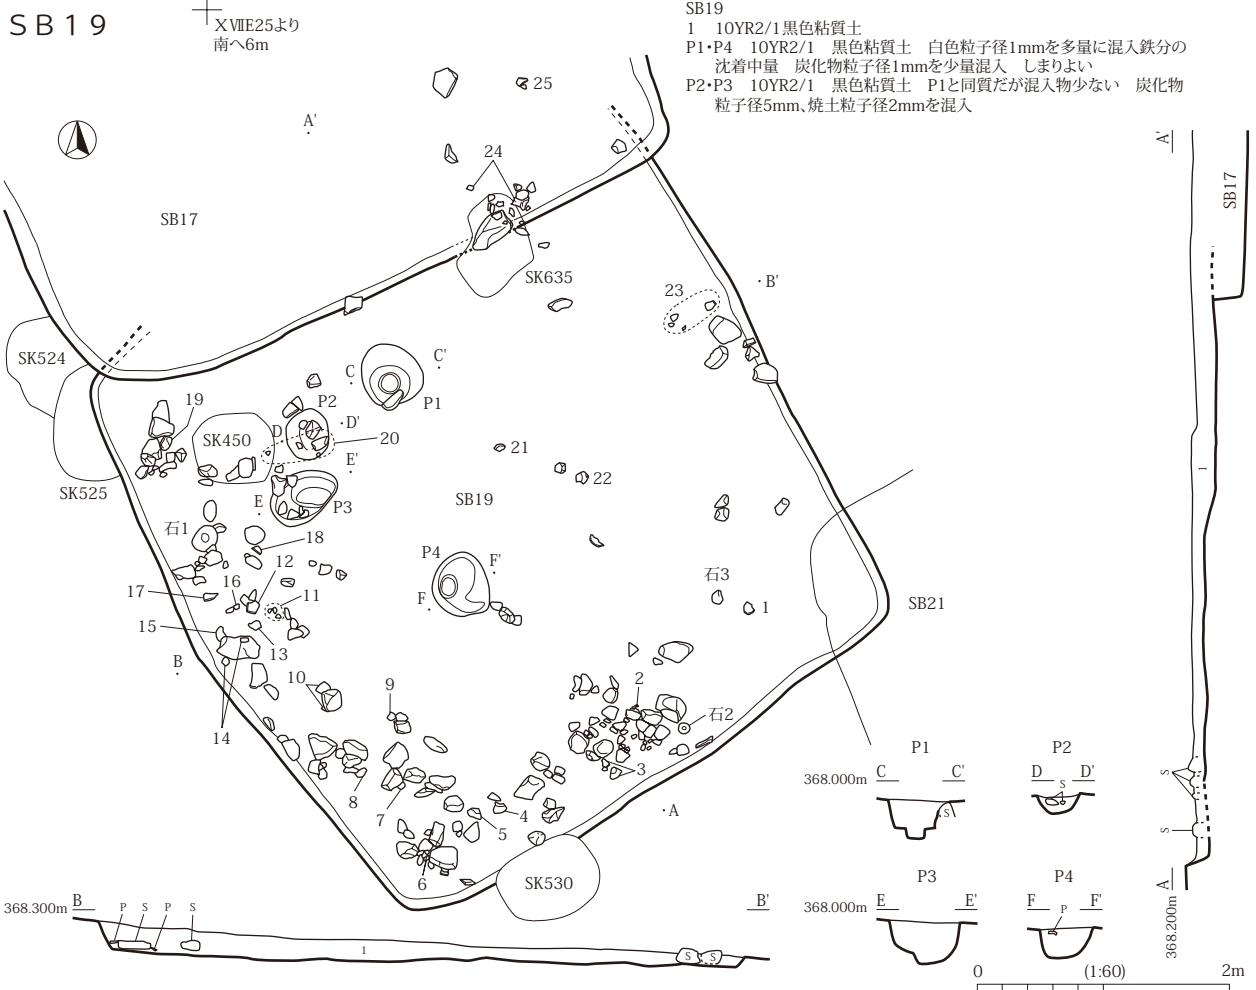 SB19
XⅦE25より
南へ6m
SB19
1　10YR2/1黒色粘質土
P1・P4　10YR2/1　黒色粘質土　白色粒子径1mmを多量に混入鉄分の
沈着中量　炭化物粒子径1mmを少量混入　しまりよい
P2・P3　10YR2/1　黒色粘質土　P1と同質だが混入物少ない　炭化物
粒子径5mm、焼土粒子径2mmを混入
25
A'
A'
24
SB17
SB17
SK635
B'
23
SK524
C
C'
P1
19
P2
D
D'
SK450
20
E'
21
SK525
22
E
P3
SB19
石1
18
P4
F'
12
16
11
17
F
石3
1
SB21
15
13
B
14
10
9
2
石2
3
8
7
4
5
A
6
SK530
1
S
S
A
368.200m
P1
P2
368.000m
C
C'
D
D'
S
S
P3
P4
368.000m
E
E'
F
F'
P
368.300m
B
B'
P
S
P
S
1
S
S
0
(1:60)
2m